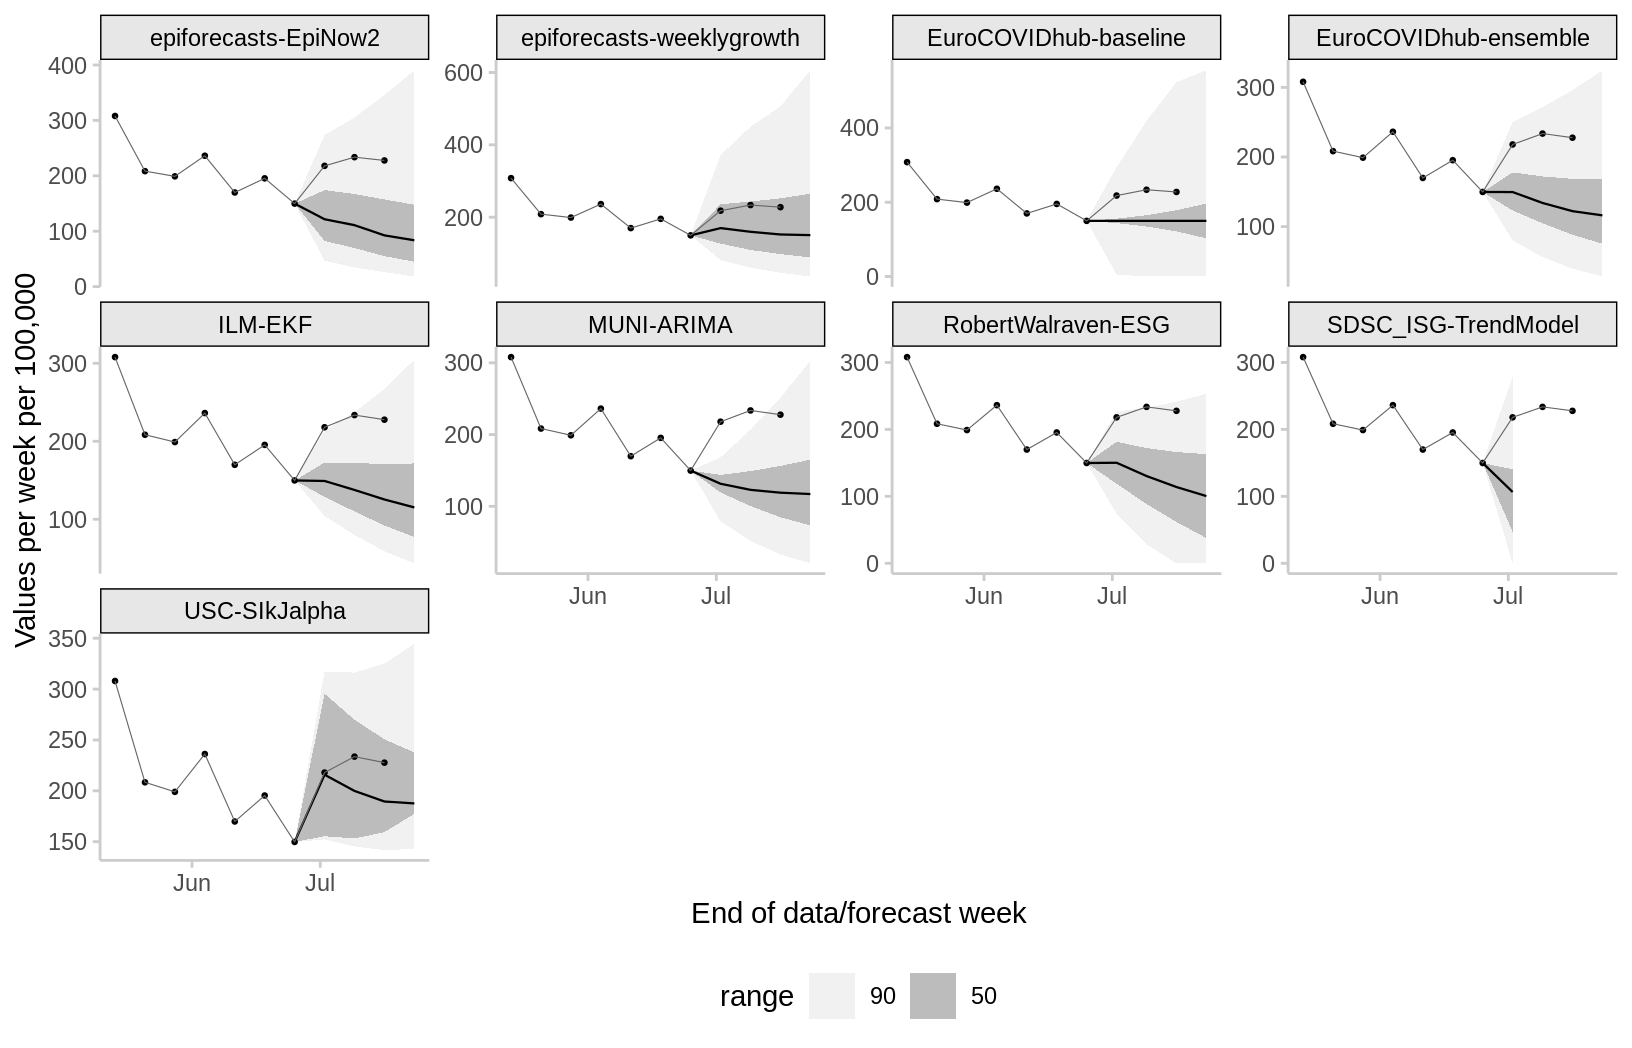 Values per week per 100,000
epiforecasts-EpiNow2
400
300
200
100
0
epiforecasts-weeklygrowth
600
400
200
EuroCOVIDhub-baseline
400
200
0
EuroCOVIDhub-ensemble
300
200
100
ILM-EKF
300
200
100
MUNI-ARIMA
300
200
100
Jun Jul
RobertWalraven-ESG
300
200
100
0
Jun Jul
SDSC_ISG-TrendModel
300
200
100
0
Jun Jul
USC-SIkJalpha
350
300
250
200
150
Jun Jul
End of data/forecast week
range 90 50